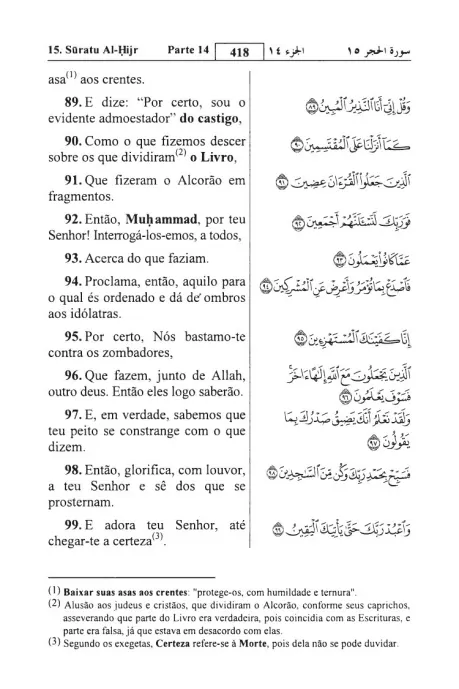 15. Sūratu Al-Ḥijr Parte 14 418 الجزء ١٤ سورة الحجر ١٥
asa(1) aos crentes.
89. E dize: “Por certo, sou o
evidente admoestador” do castigo,
90. Como o que fizemos descer
sobre os que dividiram(2) o Livro,
91. Que fizeram o Alcorão em
fragmentos.
92. Então, Muḥammad, por teu
Senhor! Interrogá-los-emos, a todos,
93. Acerca do que faziam.
94. Proclama, então, aquilo para
o qual és ordenado e dá de ombros
aos idólatras.
95. Por certo, Nós bastamo-te
contra os zombadores,
96. Que fazem, junto de Allah,
outro deus. Então eles logo saberão.
97. E, em verdade, sabemos que
teu peito se constrange com o que
dizem.
98. Então, glorifica, com louvor,
a teu Senhor e sê dos que se
prosternam.
99. E adora teu Senhor, até
chegar-te a certeza(3).
وَقُلْ إِنِّىٓ أَنَا ٱلنَّذِيرُ ٱلْمُبِينُ ٨٩
كَمَآ أَنزَلْنَا عَلَى ٱلْمُقْتَسِمِينَ ٩٠
ٱلَّذِينَ جَعَلُوا۟ ٱلْقُرْءَانَ عِضِينَ ٩١
فَوَرَبِّكَ لَنَسْـَٔلَنَّهُمْ أَجْمَعِينَ ٩٢
عَمَّا كَانُوا۟ يَعْمَلُونَ ٩٣
فَٱصْدَعْ بِمَا تُؤْمَرُ وَأَعْرِضْ عَنِ ٱلْمُشْرِكِينَ ٩٤
إِنَّا كَفَيْنَـٰكَ ٱلْمُسْتَهْزِءِينَ ٩٥
ٱلَّذِينَ يَجْعَلُونَ مَعَ ٱللَّهِ إِلَـٰهًا ءَاخَرَ ۚ
فَسَوْفَ يَعْلَمُونَ ٩٦
وَلَقَدْ نَعْلَمُ أَنَّكَ يَضِيقُ صَدْرُكَ بِمَا
يَقُولُونَ ٩٧
فَسَبِّحْ بِحَمْدِ رَبِّكَ وَكُن مِّنَ ٱلسَّـٰجِدِينَ ٩٨
وَٱعْبُدْ رَبَّكَ حَتَّىٰ يَأْتِيَكَ ٱلْيَقِينُ ٩٩
(1) Baixar suas asas aos crentes: "protege-os, com humildade e ternura".
(2) Alusão aos judeus e cristãos, que dividiram o Alcorão, conforme seus caprichos,
asseverando que parte do Livro era verdadeira, pois coincidia com as Escrituras, e
parte era falsa, já que estava em desacordo com elas.
(3) Segundo os exegetas, Certeza refere-se à Morte, pois dela não se pode duvidar.